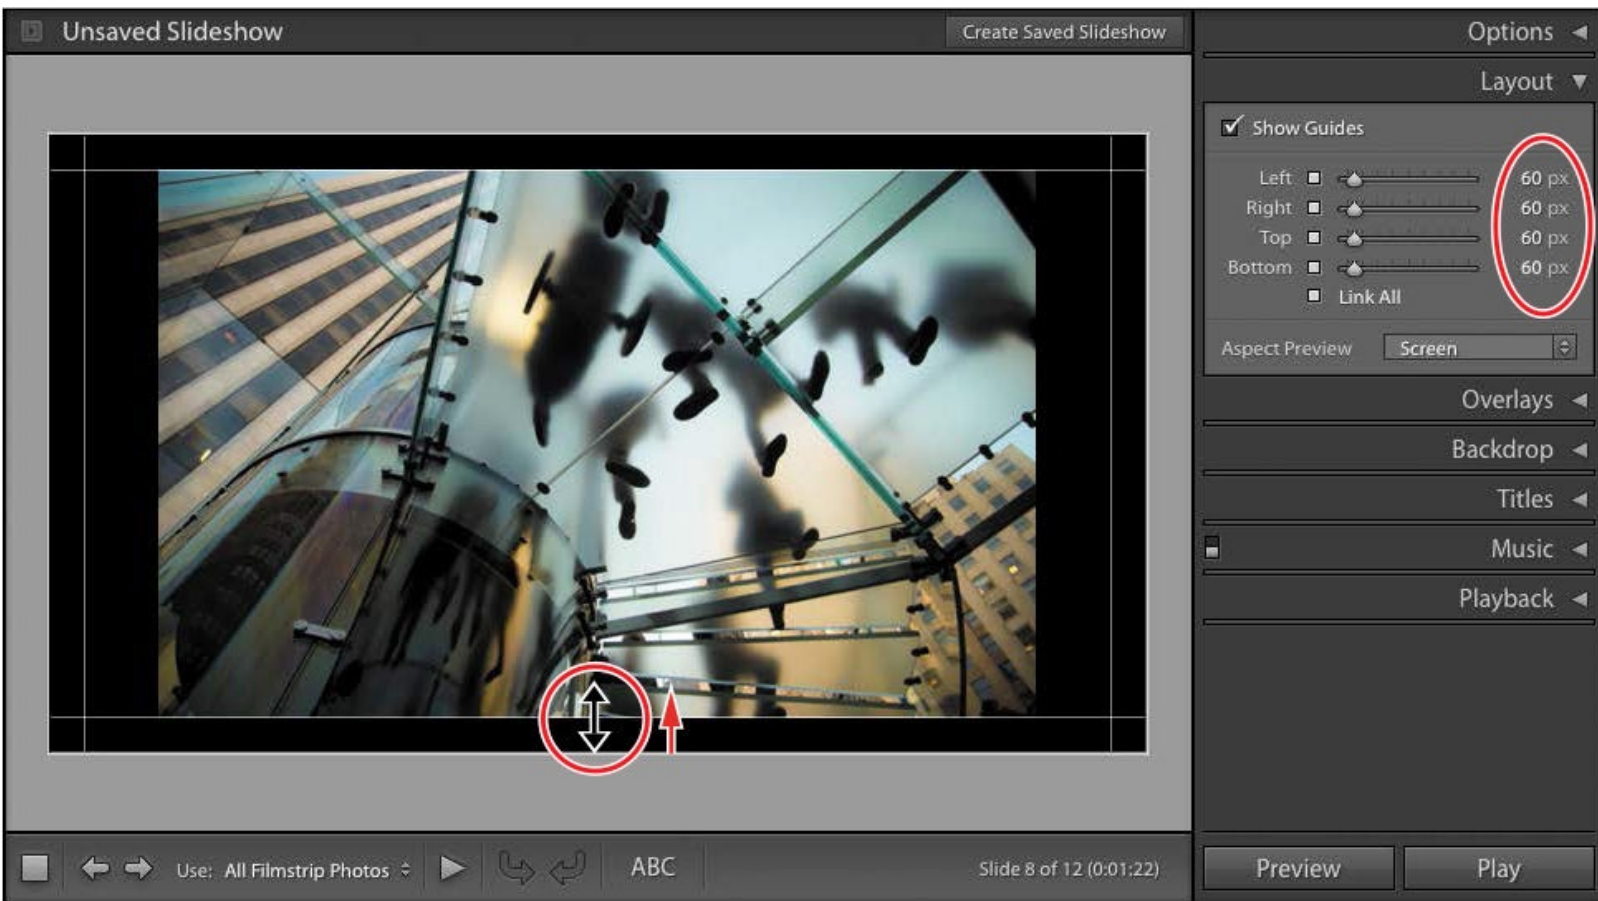 Unsaved Slideshow
Create Saved Slideshow
Options
Layout
Show Guides
Left 60 px
Right 60 px
Top 60 px
Bottom 60 px
Link All
Aspect Preview Screen
Overlays
Backdrop
Titles
Music
Playback
Use: All Filmstrip Photos ABC Slide 8 of 12 (0:01:22)
Preview Play